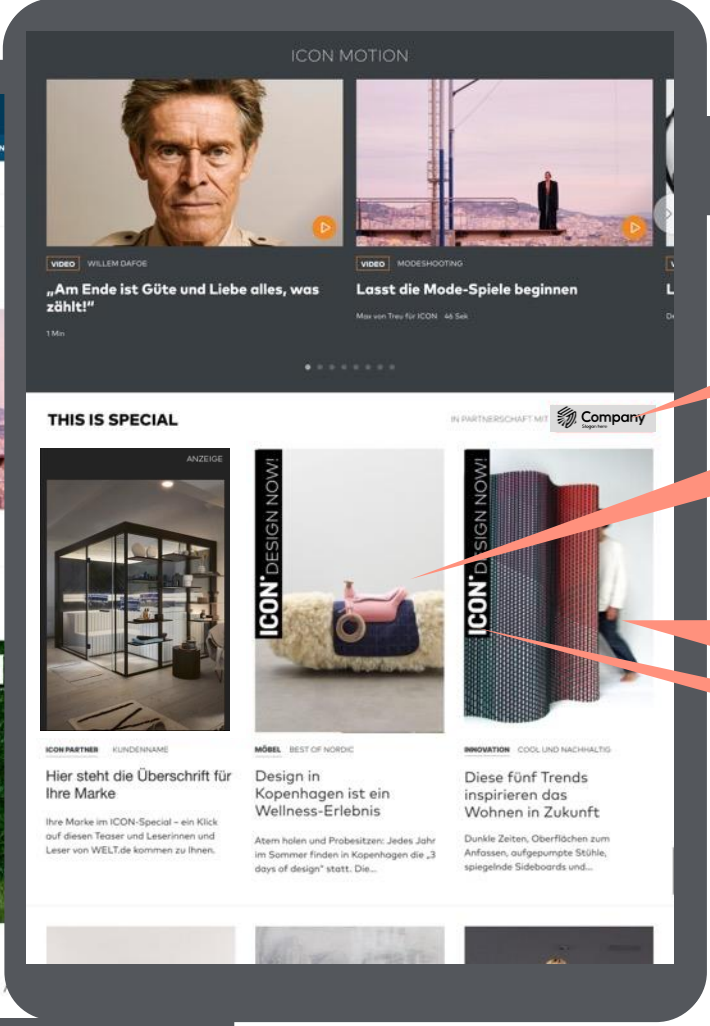 ICON MOTION
VIDEO WILLEM DAFOE
„Am Ende ist Güte und Liebe alles, was
zählt!“
1 Min
VIDEO MODESHOOTING
Lasst die Mode-Spiele beginnen
Max von Treu für ICON 46 Sek
THIS IS SPECIAL
IN PARTNERSCHAFT MIT
Company
Slogan here
ANZEIGE
ICON PARTNER KUNDENNAME
Hier steht die Überschrift für
Ihre Marke
Ihre Marke im ICON-Special – ein Klick
auf diesen Teaser und Leserinnen und
Leser von WELT.de kommen zu Ihnen.
ICON DESIGN NOW!
MÖBEL BEST OF NORDIC
Design in
Kopenhagen ist ein
Wellness-Erlebnis
Atem holen und Probesitzen: Jedes Jahr
im Sommer finden in Kopenhagen die „3
days of design“ statt. Die...
ICON DESIGN NOW!
INNOVATION COOL UND NACHHALTIG
Diese fünf Trends
inspirieren das
Wohnen in Zukunft
Dunkle Zeiten, Oberflächen zum
Anfassen, aufgepumpte Stühle,
spiegelnde Sideboards und...